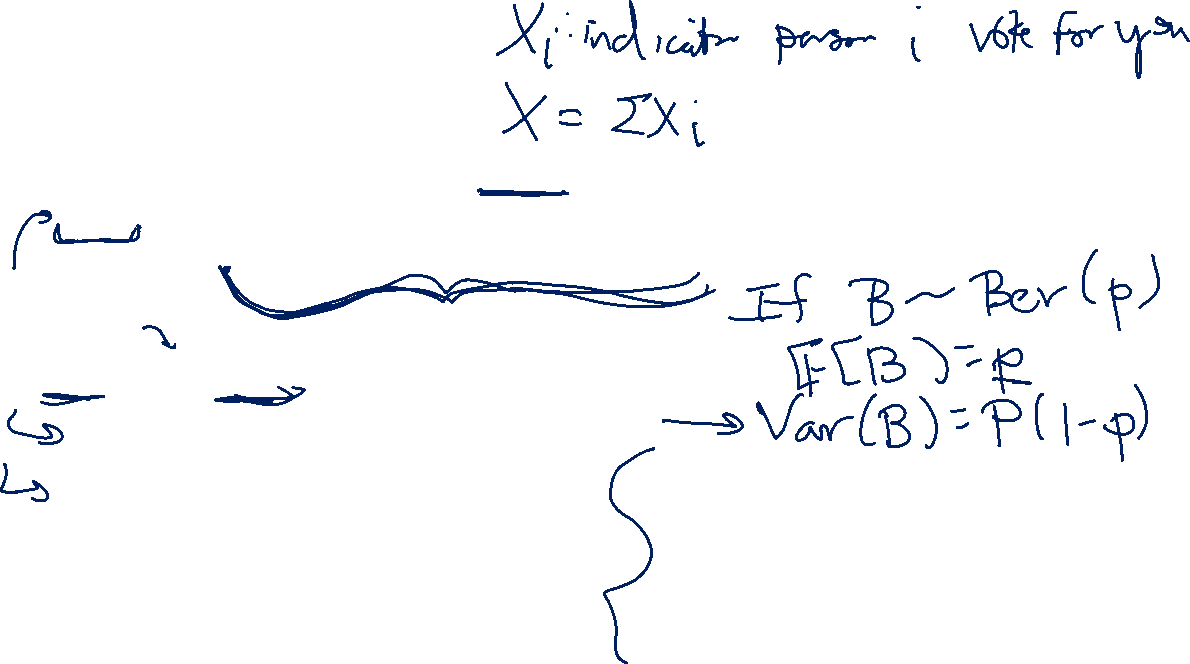 Xᵢ: indicator person i vote for you
X = ΣXᵢ
If B ~ Ber(p)
𝔼[B) = p
Var(B) = P(1-p)